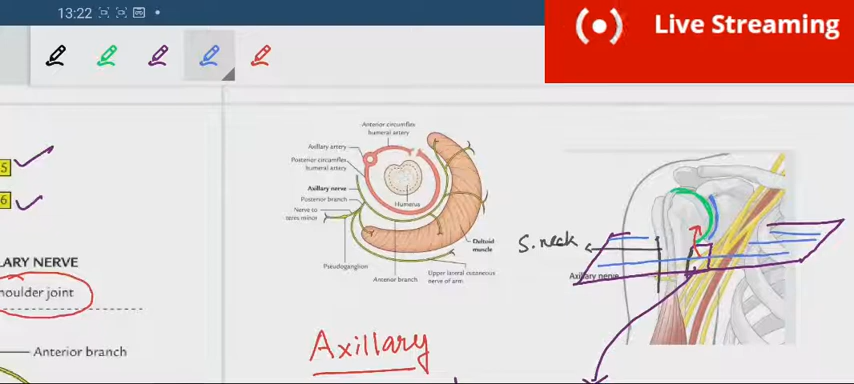 13:22
Live Streaming
5
6
LARY NERVE
houlder joint
Anterior branch
Anterior circumflex
humeral artery
Axillary artery
Posterior circumflex
humeral artery
Axillary nerve
Posterior branch
Nerve to
teres minor
Humerus
Deltoid
muscle
Pseudoganglion
Anterior branch
Upper lateral cutaneous
nerve of arm
S. neck
Axillary nerve
Axillary